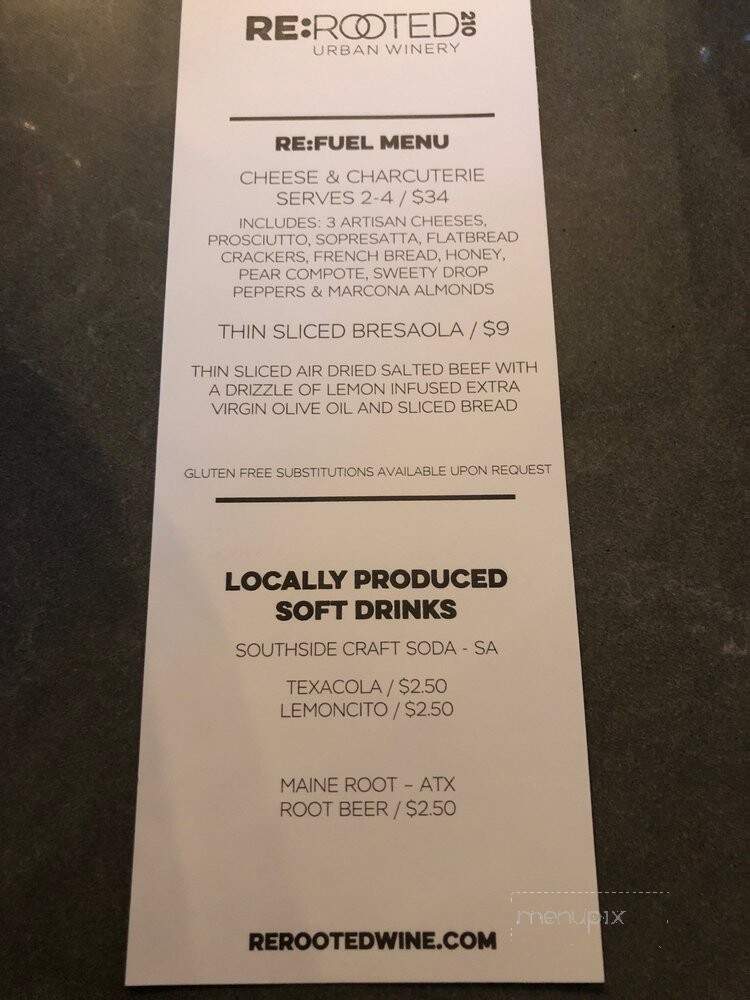 RE:ROOTED 210
URBAN WINERY
RE:FUEL MENU
CHEESE & CHARCUTERIE
SERVES 2-4 / $34
INCLUDES: 3 ARTISAN CHEESES,
PROSCIUTTO, SOPRESATTA, FLATBREAD
CRACKERS, FRENCH BREAD, HONEY,
PEAR COMPOTE, SWEETY DROP
PEPPERS & MARCONA ALMONDS
THIN SLICED BRESAOLA / $9
THIN SLICED AIR DRIED SALTED BEEF WITH
A DRIZZLE OF LEMON INFUSED EXTRA
VIRGIN OLIVE OIL AND SLICED BREAD
GLUTEN FREE SUBSTITUTIONS AVAILABLE UPON REQUEST
LOCALLY PRODUCED
SOFT DRINKS
SOUTHSIDE CRAFT SODA - SA
TEXACOLA / $2.50
LEMONCITO / $2.50
MAINE ROOT – ATX
ROOT BEER / $2.50
menupix
REROOTEDWINE.COM